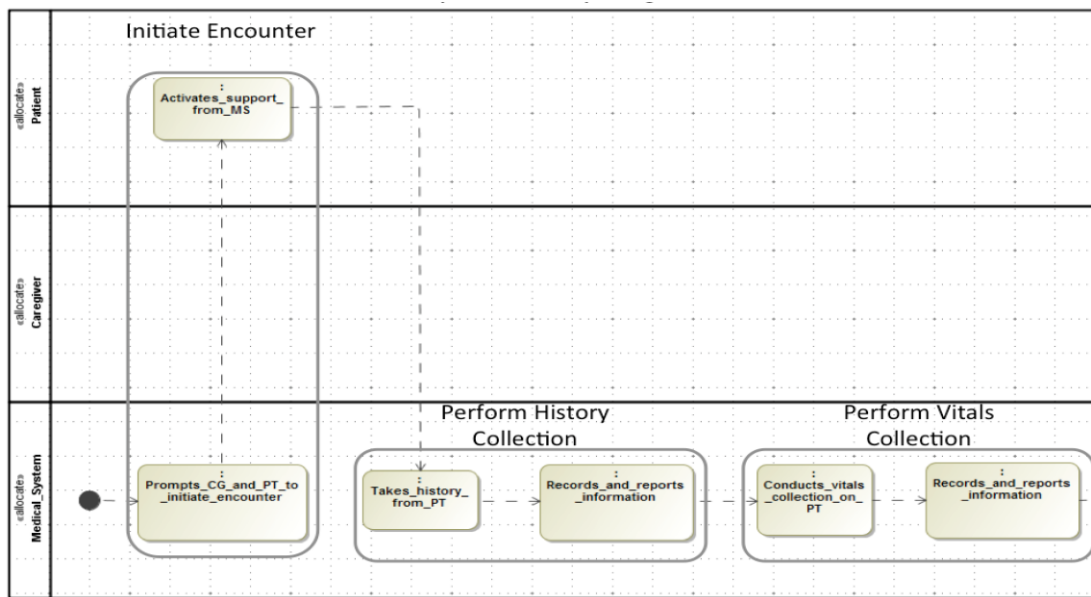 Initiate Encounter
«allocate»
Patient
:
Activates_support_
from_MS
«allocate»
Caregiver
«allocate»
Medical_System
:
Prompts_CG_and_PT_to
_initiate_encounter
Perform History
Collection
:
Takes_history_
from_PT
:
Records_and_reports
_information
Perform Vitals
Collection
:
Conducts_vitals
_collection_on_
PT
:
Records_and_reports
_information